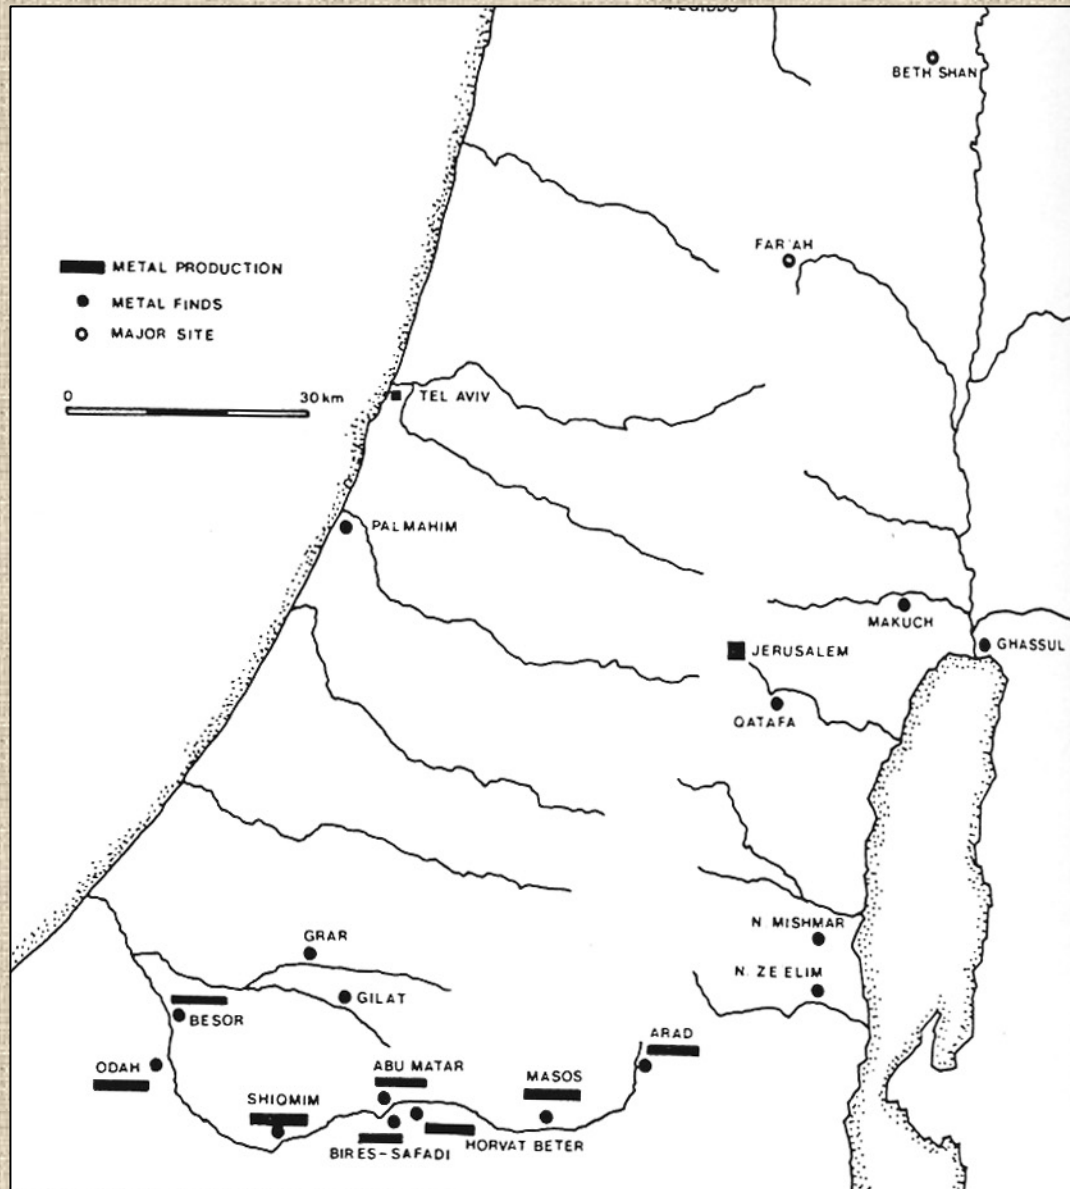 BETH SHAN
FAR'AH
METAL PRODUCTION
METAL FINDS
MAJOR SITE
0 30 km
TEL AVIV
PALMAHIM
MAKUCH
GHASSUL
JERUSALEM
QATAFA
N. MISHMAR
GRAR
N. ZE ELIM
GILAT
BESOR
ARAD
ODAH
ABU MATAR
MASOS
SHIQMIM
HORVAT BETER
BIRES-SAFADI